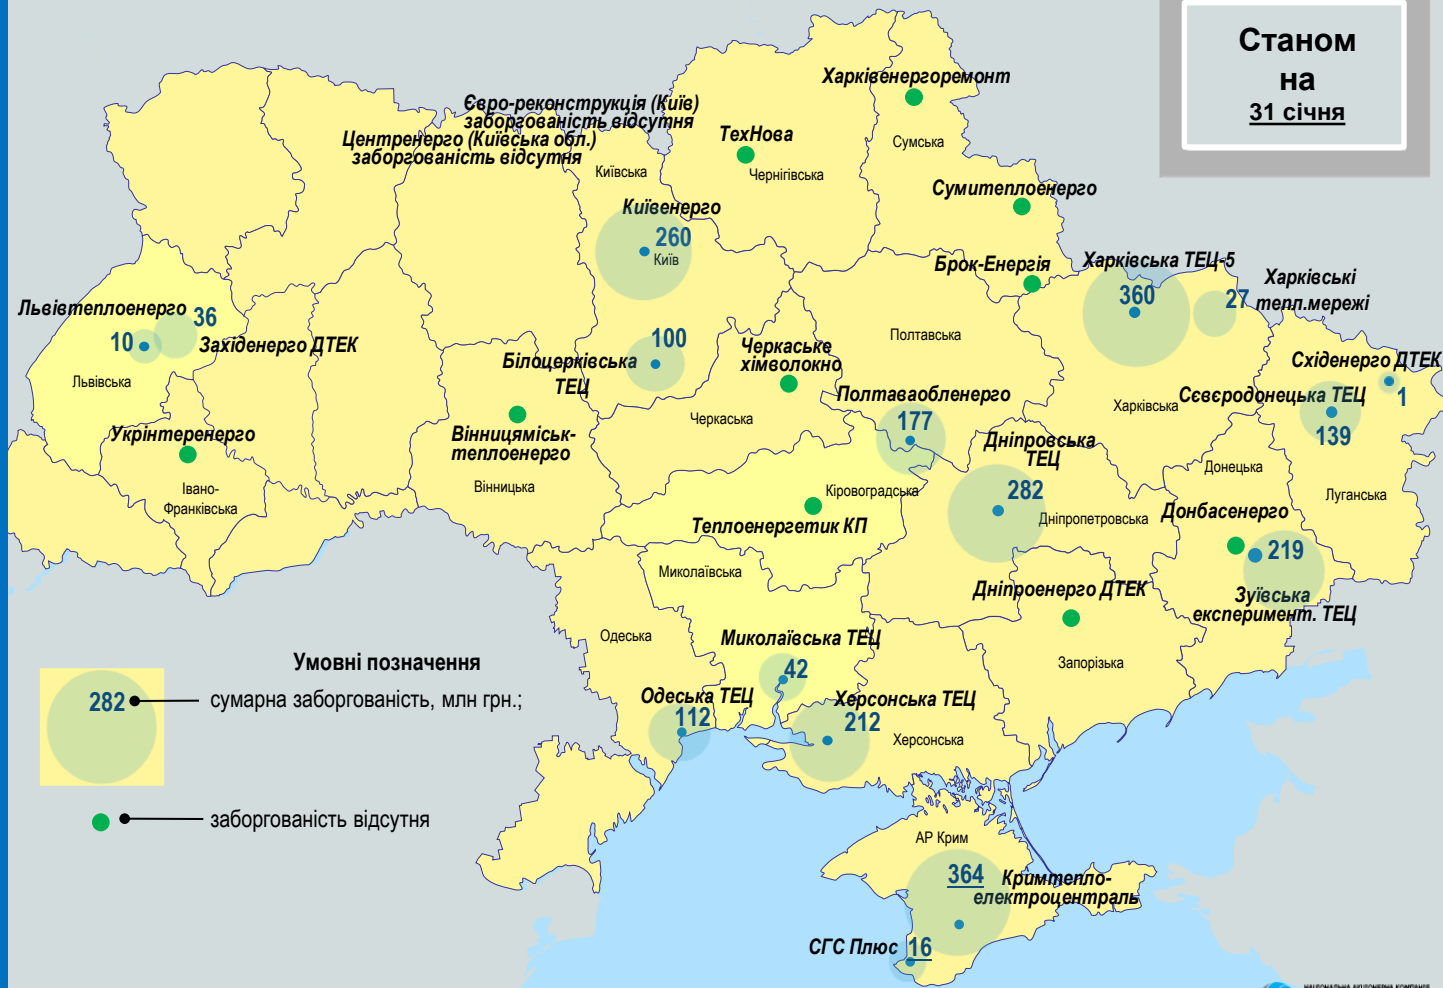 Станом
на
31 січня
Харківенергоремонт
Сумська
Євро-реконструкція (Київ)
заборгованість відсутня
Центренерго (Київська обл.)
заборгованість відсутня
ТехНова
Чернігівська
Київська
Сумитеплоенерго
Київенерго
260
Київ
Брок-Енергія
Харківська ТЕЦ-5
360
27
Харківські
тепл.мережі
Львівтеплоенерго
36
10
Західенерго ДТЕК
Львівська
100
Білоцерківська
ТЕЦ
Черкаське
хімволокно
Полтавська
Східенерго ДТЕК
1
Сєвєродонецька ТЕЦ
139
Харківська
Полтаваобленерго
177
Черкаська
Укрінтеренерго
Вінницяміськ-
теплоенерго
Дніпровська
ТЕЦ
282
Дніпропетровська
Донецька
Луганська
Івано-
Франківська
Вінницька
Кіровоградська
Теплоенергетик КП
Донбасенерго
219
Зуївська
експеримент. ТЕЦ
Миколаївська
Дніпроенерго ДТЕК
Одеська
Миколаївська ТЕЦ
42
Запорізька
Умовні позначення
282
сумарна заборгованість, млн грн.;
Одеська ТЕЦ
112
Херсонська ТЕЦ
212
Херсонська
заборгованість відсутня
АР Крим
364
Кримтепло-
електроцентраль
СГС Плюс
16
НАЦІОНАЛЬНА АКЦІОНЕРНА КОМПАНІЯ